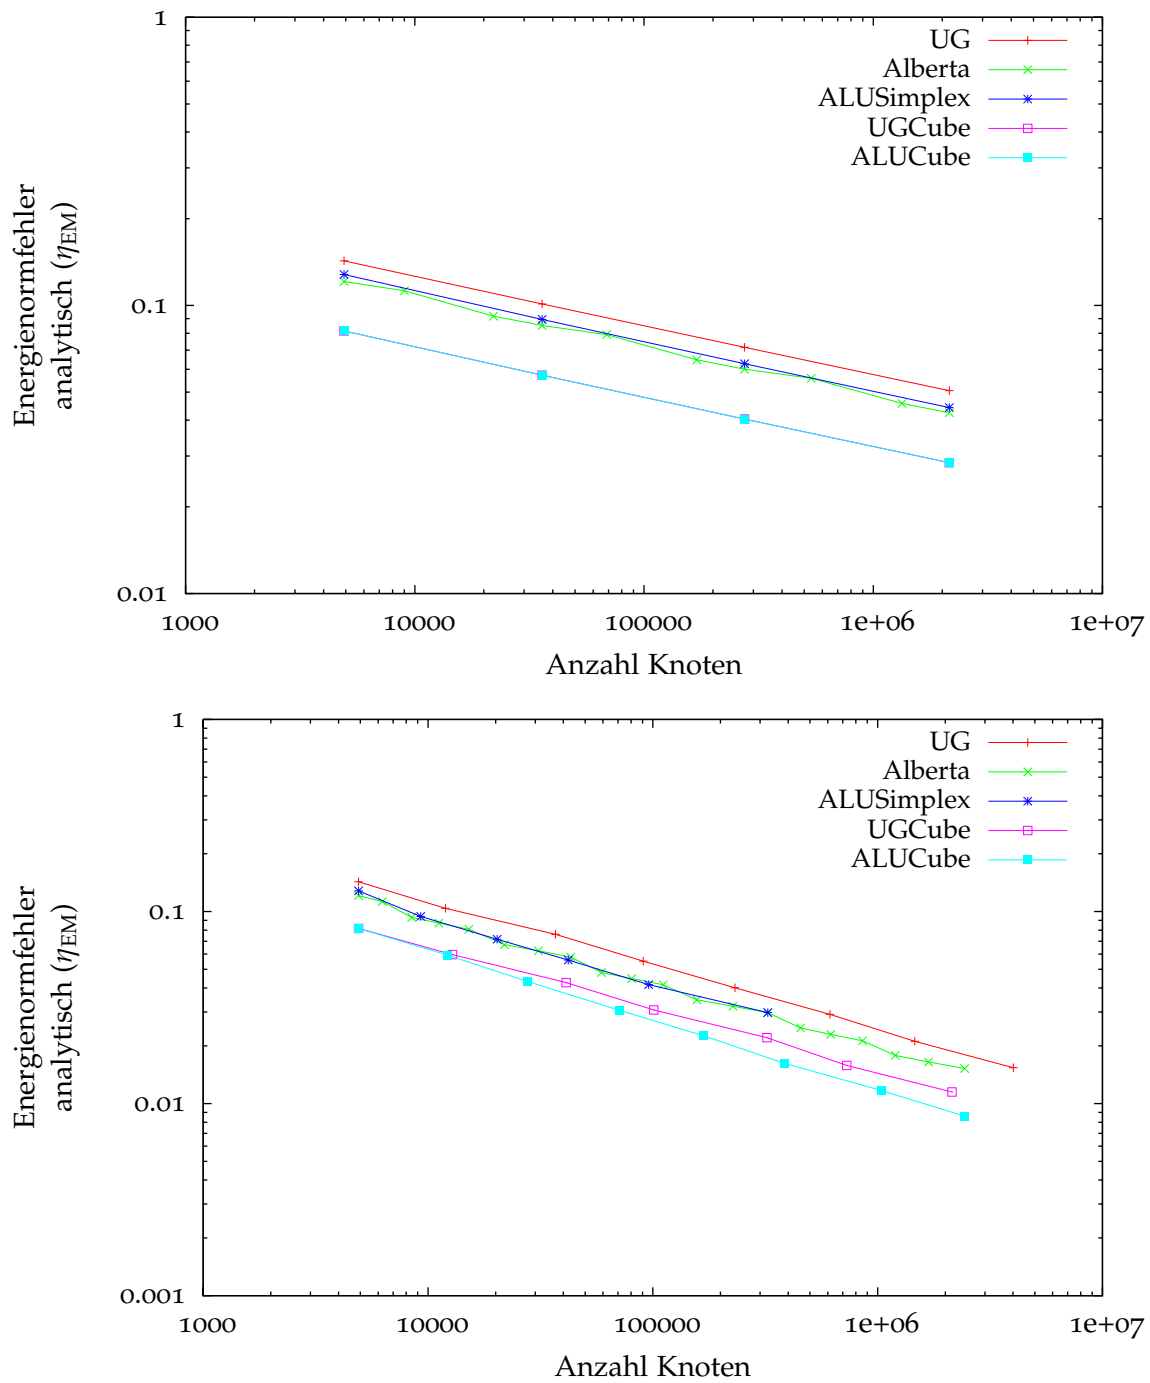 1
0.1
0.01
Energienormfehler
analytisch (ηEM)
UG
Alberta
ALUSimplex
UGCube
ALUCube
1000 10000 100000 1e+06 1e+07
Anzahl Knoten
1
0.1
0.01
0.001
Energienormfehler
analytisch (ηEM)
UG
Alberta
ALUSimplex
UGCube
ALUCube
1000 10000 100000 1e+06 1e+07
Anzahl Knoten